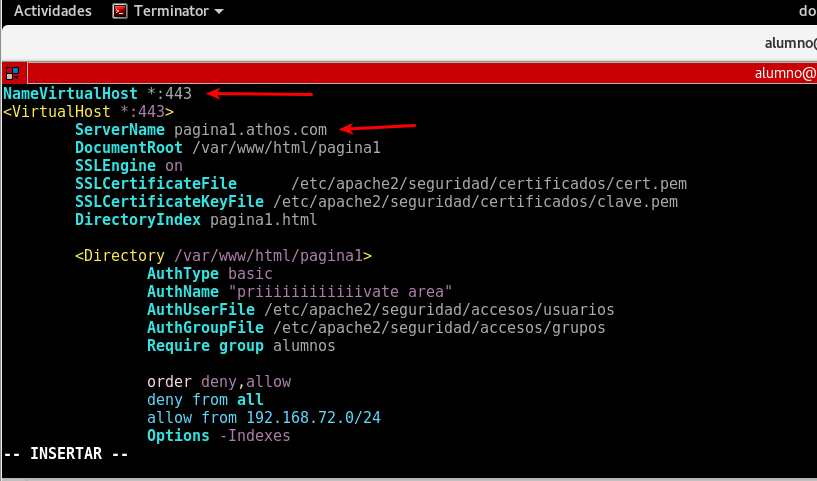 Actividades Terminator do
alumno@
alumno@
NameVirtualHost *:443
<VirtualHost *:443>
ServerName pagina1.athos.com
DocumentRoot /var/www/html/pagina1
SSLEngine on
SSLCertificateFile /etc/apache2/seguridad/certificados/cert.pem
SSLCertificateKeyFile /etc/apache2/seguridad/certificados/clave.pem
DirectoryIndex pagina1.html
<Directory /var/www/html/pagina1>
AuthType basic
AuthName "priiiiiiiiiiiivate area"
AuthUserFile /etc/apache2/seguridad/accesos/usuarios
AuthGroupFile /etc/apache2/seguridad/accesos/grupos
Require group alumnos
order deny,allow
deny from all
allow from 192.168.72.0/24
Options -Indexes
-- INSERTAR --